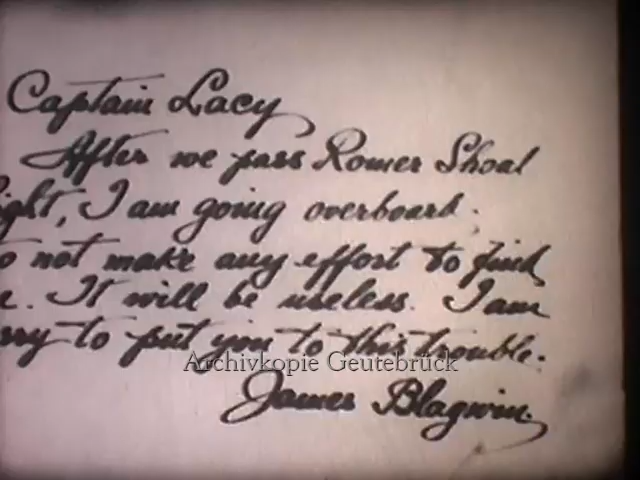 Captain Lacy
After we pass Romer Shoal
ight, I am going overboard.
o not make any effort to find
e. It will be useless. I am
rry to put you to this trouble.
Archivkopie Geutebrück
James Blagwin.